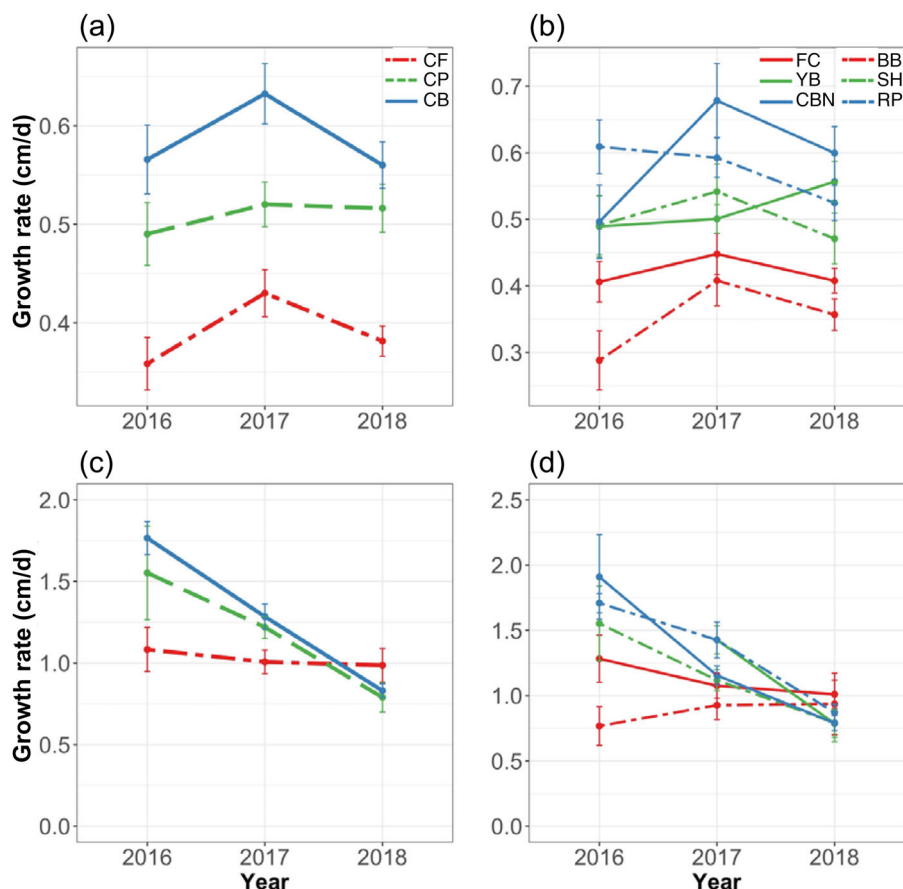 (a)
CF
CP
CB
Growth rate (cm/d)
0.6
0.5
0.4
2016 2017 2018
(b)
FC BB
YB SH
CBN RP
0.7
0.6
0.5
0.4
0.3
2016 2017 2018
(c)
Growth rate (cm/d)
2.0
1.5
1.0
0.5
0.0
2016 2017 2018
Year
(d)
2.5
2.0
1.5
1.0
0.5
0.0
2016 2017 2018
Year